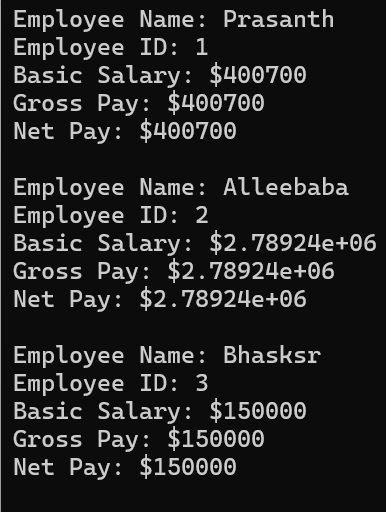 Employee Name: Prasanth
Employee ID: 1
Basic Salary: $400700
Gross Pay: $400700
Net Pay: $400700

Employee Name: Alleebaba
Employee ID: 2
Basic Salary: $2.78924e+06
Gross Pay: $2.78924e+06
Net Pay: $2.78924e+06

Employee Name: Bhasksr
Employee ID: 3
Basic Salary: $150000
Gross Pay: $150000
Net Pay: $150000